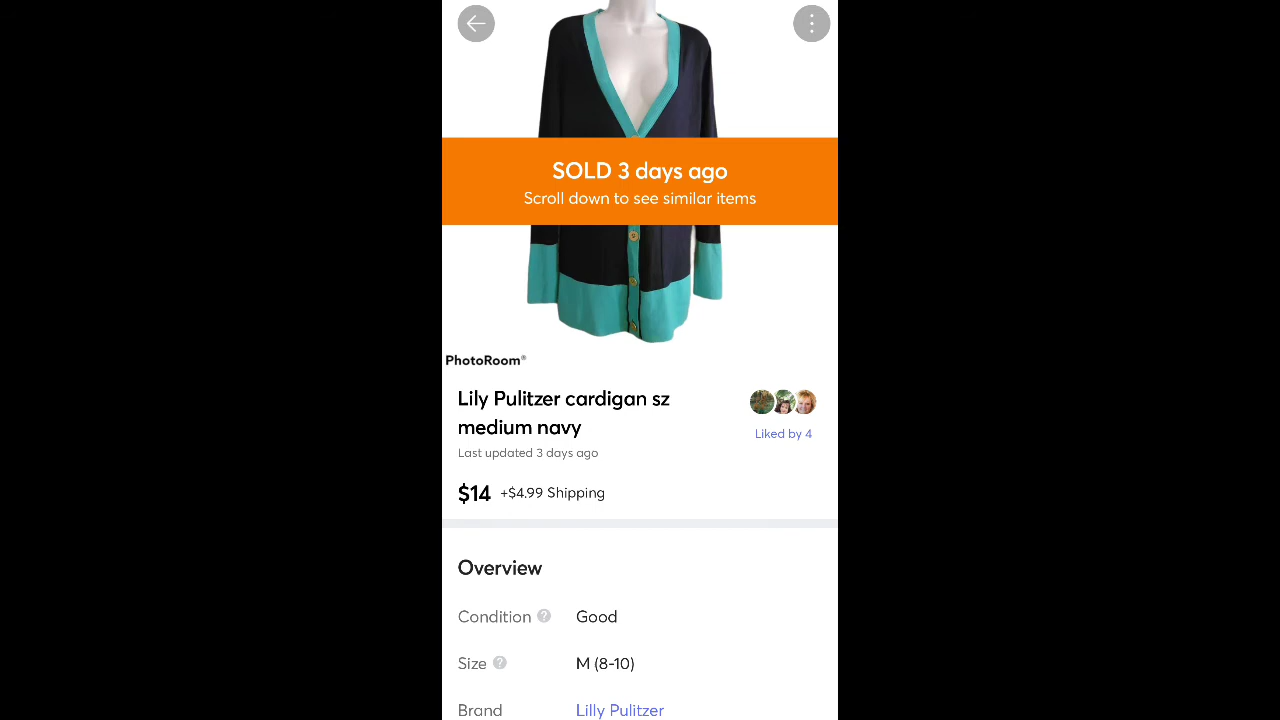 SOLD 3 days ago
Scroll down to see similar items
PhotoRoom®
Lily Pulitzer cardigan sz
medium navy
Liked by 4
Last updated 3 days ago
$14 +$4.99 Shipping
Overview
Condition ? Good
Size ? M (8-10)
Brand Lilly Pulitzer